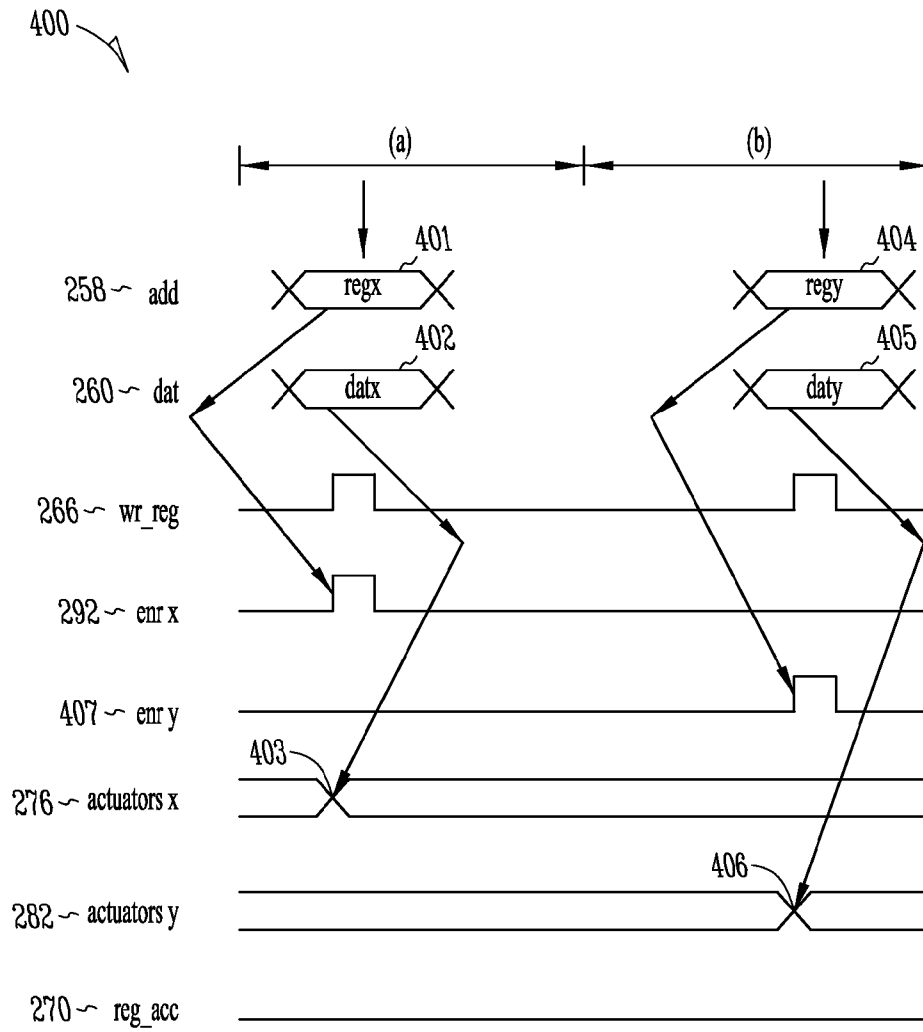 400
(a) (b)
401 404
258 ~ add regx regy
402 405
260 ~ dat datx daty
266 ~ wr_reg
292 ~ enr x
407 ~ enr y
403
276 ~ actuators x
406
282 ~ actuators y
270 ~ reg_acc